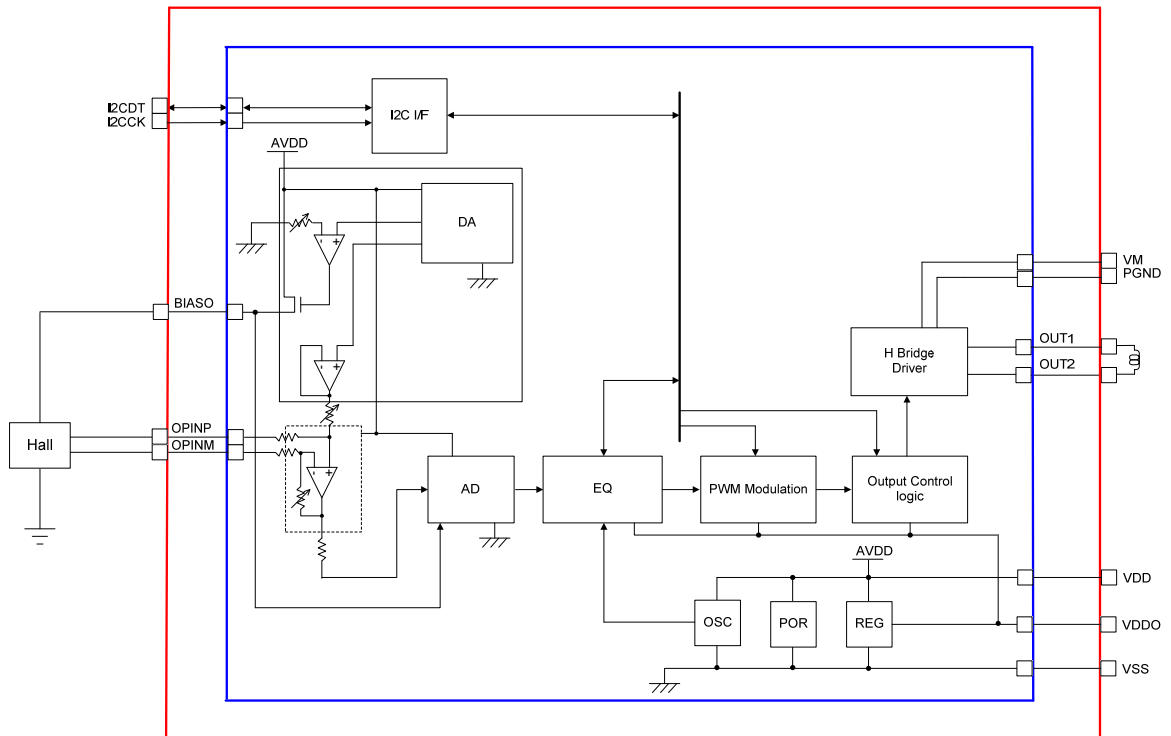 I2CDT
I2CCK
I2C I/F
AVDD
DA
-
+
VM
PGND
BIASO
OUT1
H Bridge
Driver
OUT2
-
+
OPINP
Hall
OPINM
-
+
AD
EQ
PWM Modulation
Output Control
logic
AVDD
VDD
OSC
POR
REG
VDDO
VSS